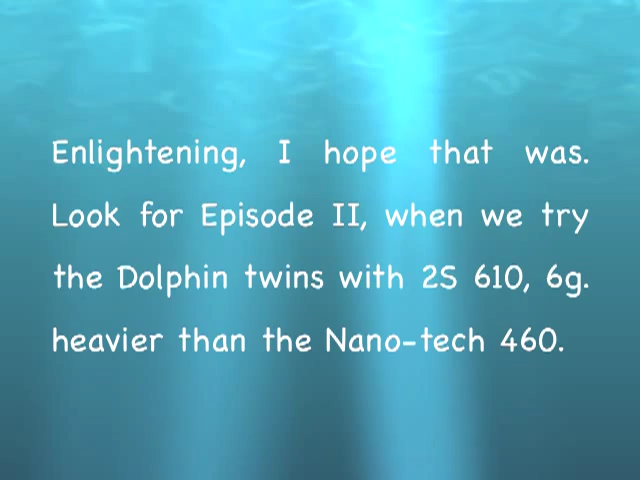 Enlightening, I hope that was.
Look for Episode II, when we try
the Dolphin twins with 2S 610, 6g.
heavier than the Nano-tech 460.